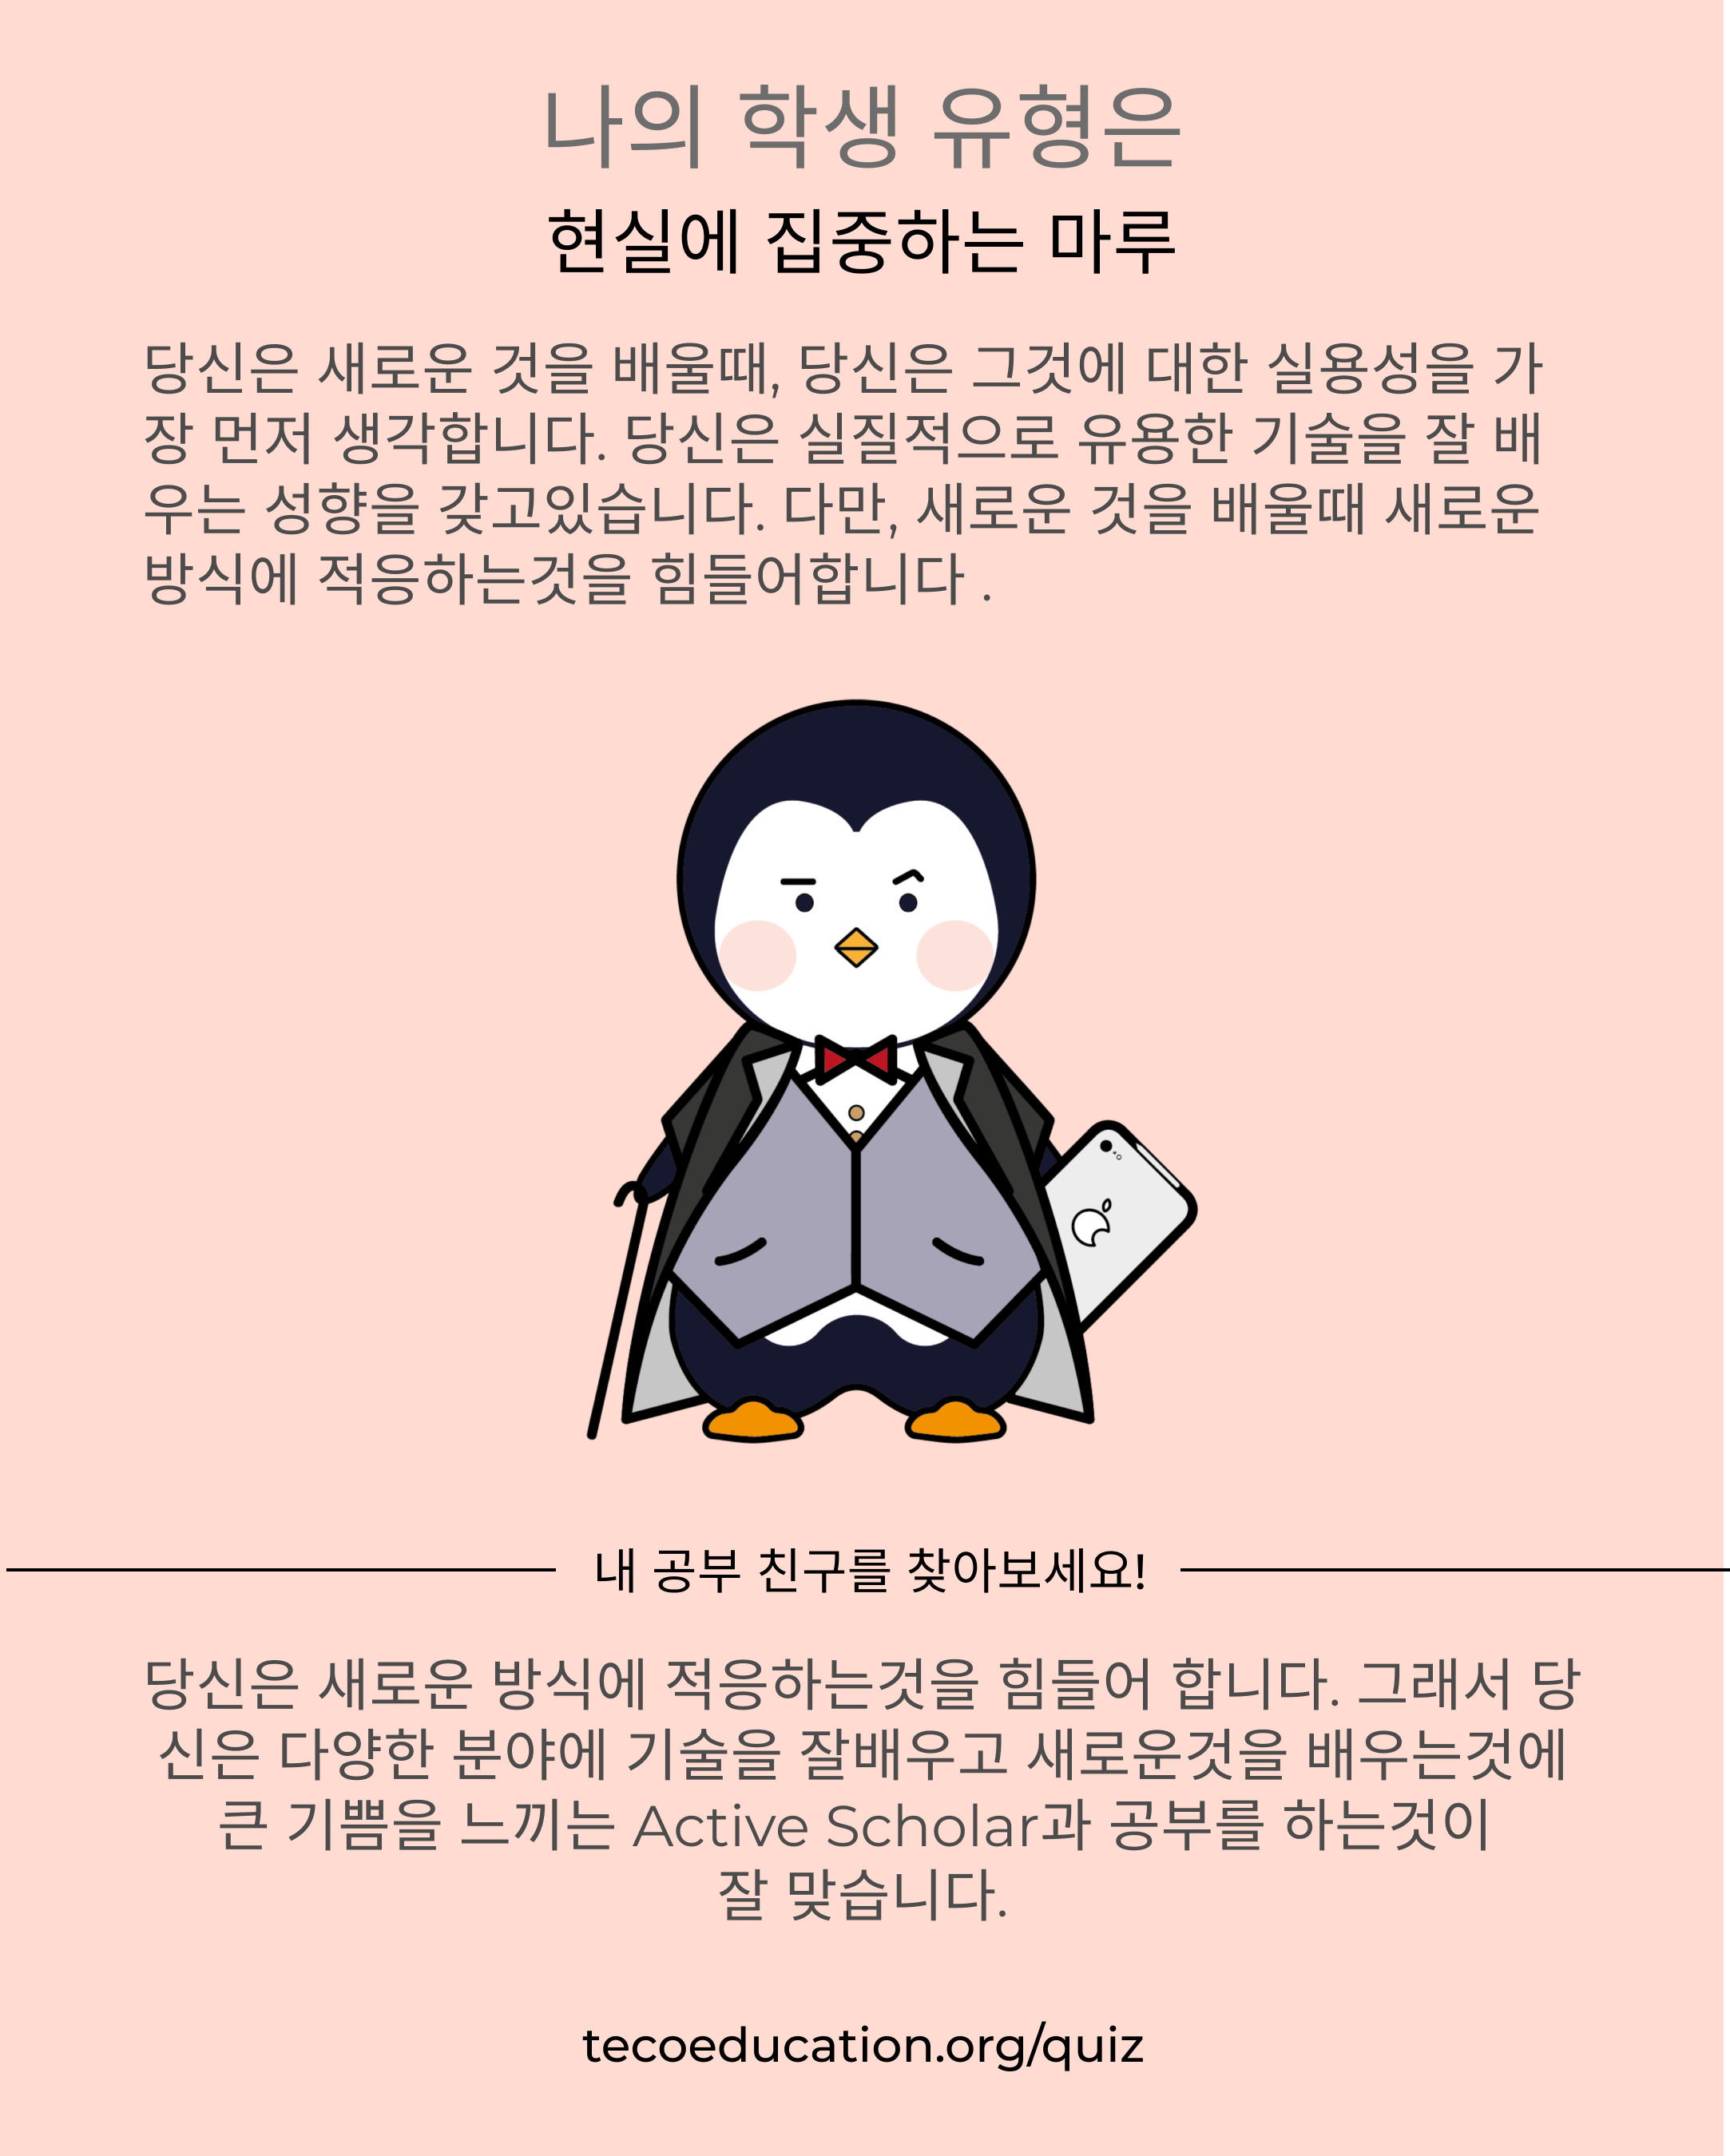 나의 학생 유형은
현실에 집중하는 마루
당신은 새로운 것을 배울때, 당신은 그것에 대한 실용성을 가
장 먼저 생각합니다. 당신은 실질적으로 유용한 기술을 잘 배
우는 성향을 갖고있습니다. 다만, 새로운 것을 배울때 새로운
방식에 적응하는것을 힘들어합니다 .
내 공부 친구를 찾아보세요!
당신은 새로운 방식에 적응하는것을 힘들어 합니다. 그래서 당
신은 다양한 분야에 기술을 잘배우고 새로운것을 배우는것에
큰 기쁨을 느끼는 Active Scholar과 공부를 하는것이
잘 맞습니다.
tecoeducation.org/quiz